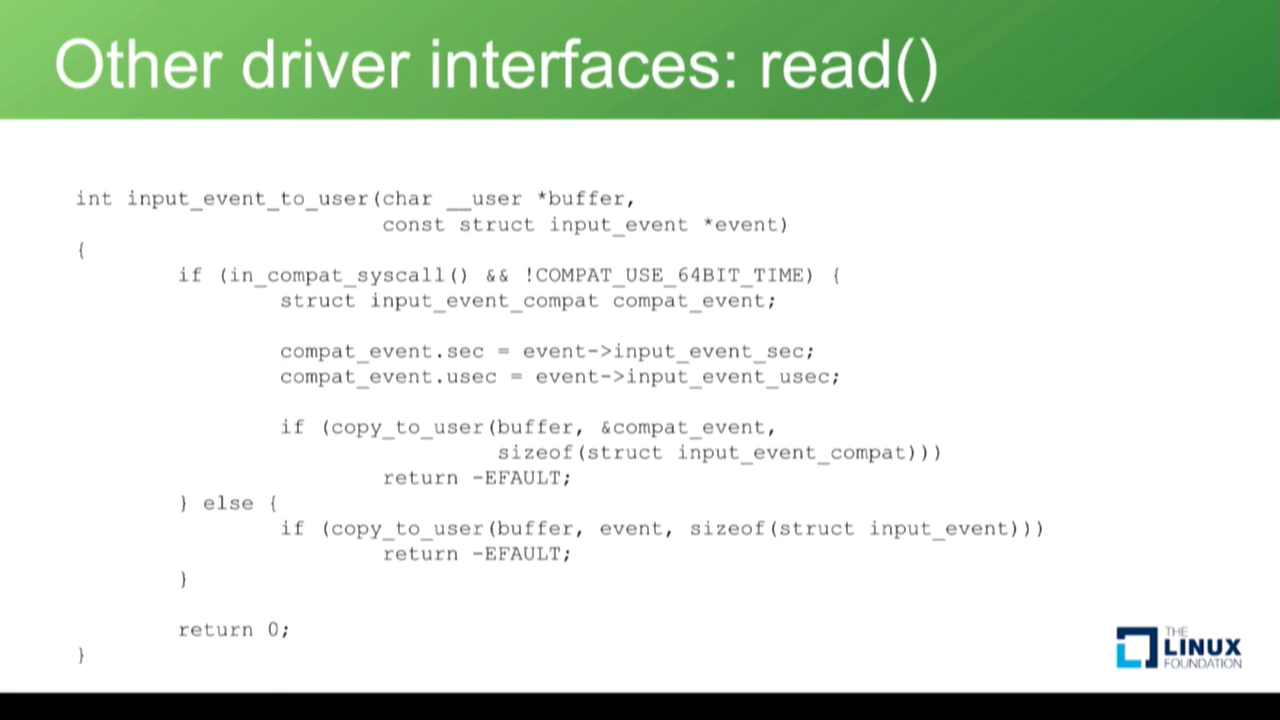 Other driver interfaces: read()
int input_event_to_user(char __user *buffer,
                        const struct input_event *event)
{
        if (in_compat_syscall() && !COMPAT_USE_64BIT_TIME) {
                struct input_event_compat compat_event;

                compat_event.sec = event->input_event_sec;
                compat_event.usec = event->input_event_usec;

                if (copy_to_user(buffer, &compat_event,
                                 sizeof(struct input_event_compat)))
                        return -EFAULT;
        } else {
                if (copy_to_user(buffer, event, sizeof(struct input_event)))
                        return -EFAULT;
        }

        return 0;
}
THE
LINUX
FOUNDATION